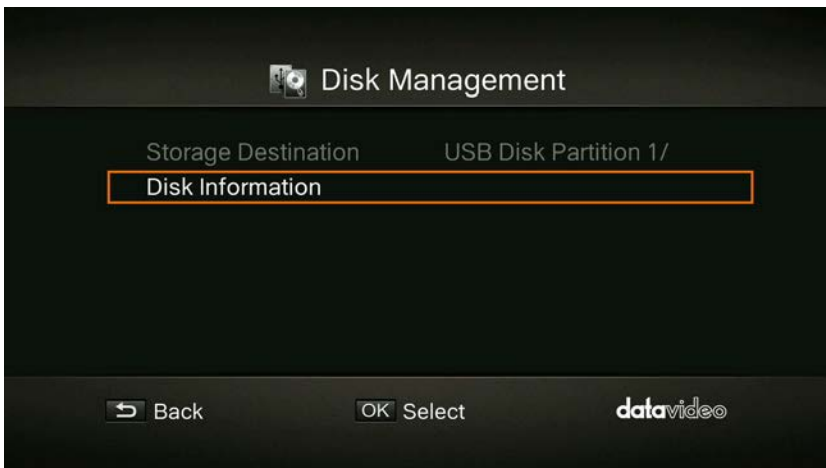 Disk Management
Storage Destination USB Disk Partition 1/
Disk Information
Back OK Select datavideo